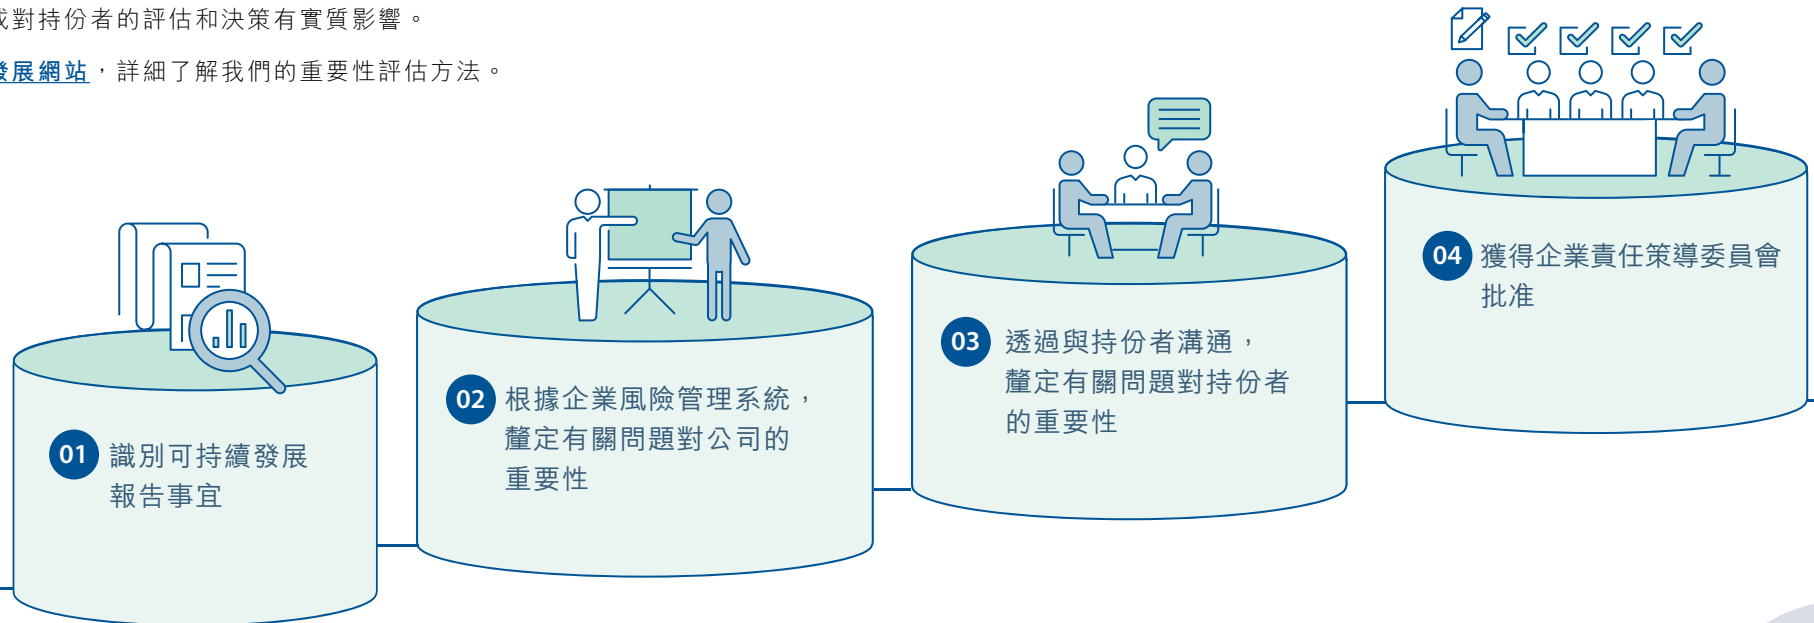 對持份者的評估和決策有實質影響。
發展網站，詳細了解我們的重要性評估方法。
01 識別可持續發展
報告事宜
02 根據企業風險管理系統，
釐定有關問題對公司的
重要性
03 透過與持份者溝通，
釐定有關問題對持份者
的重要性
04 獲得企業責任策導委員會
批准